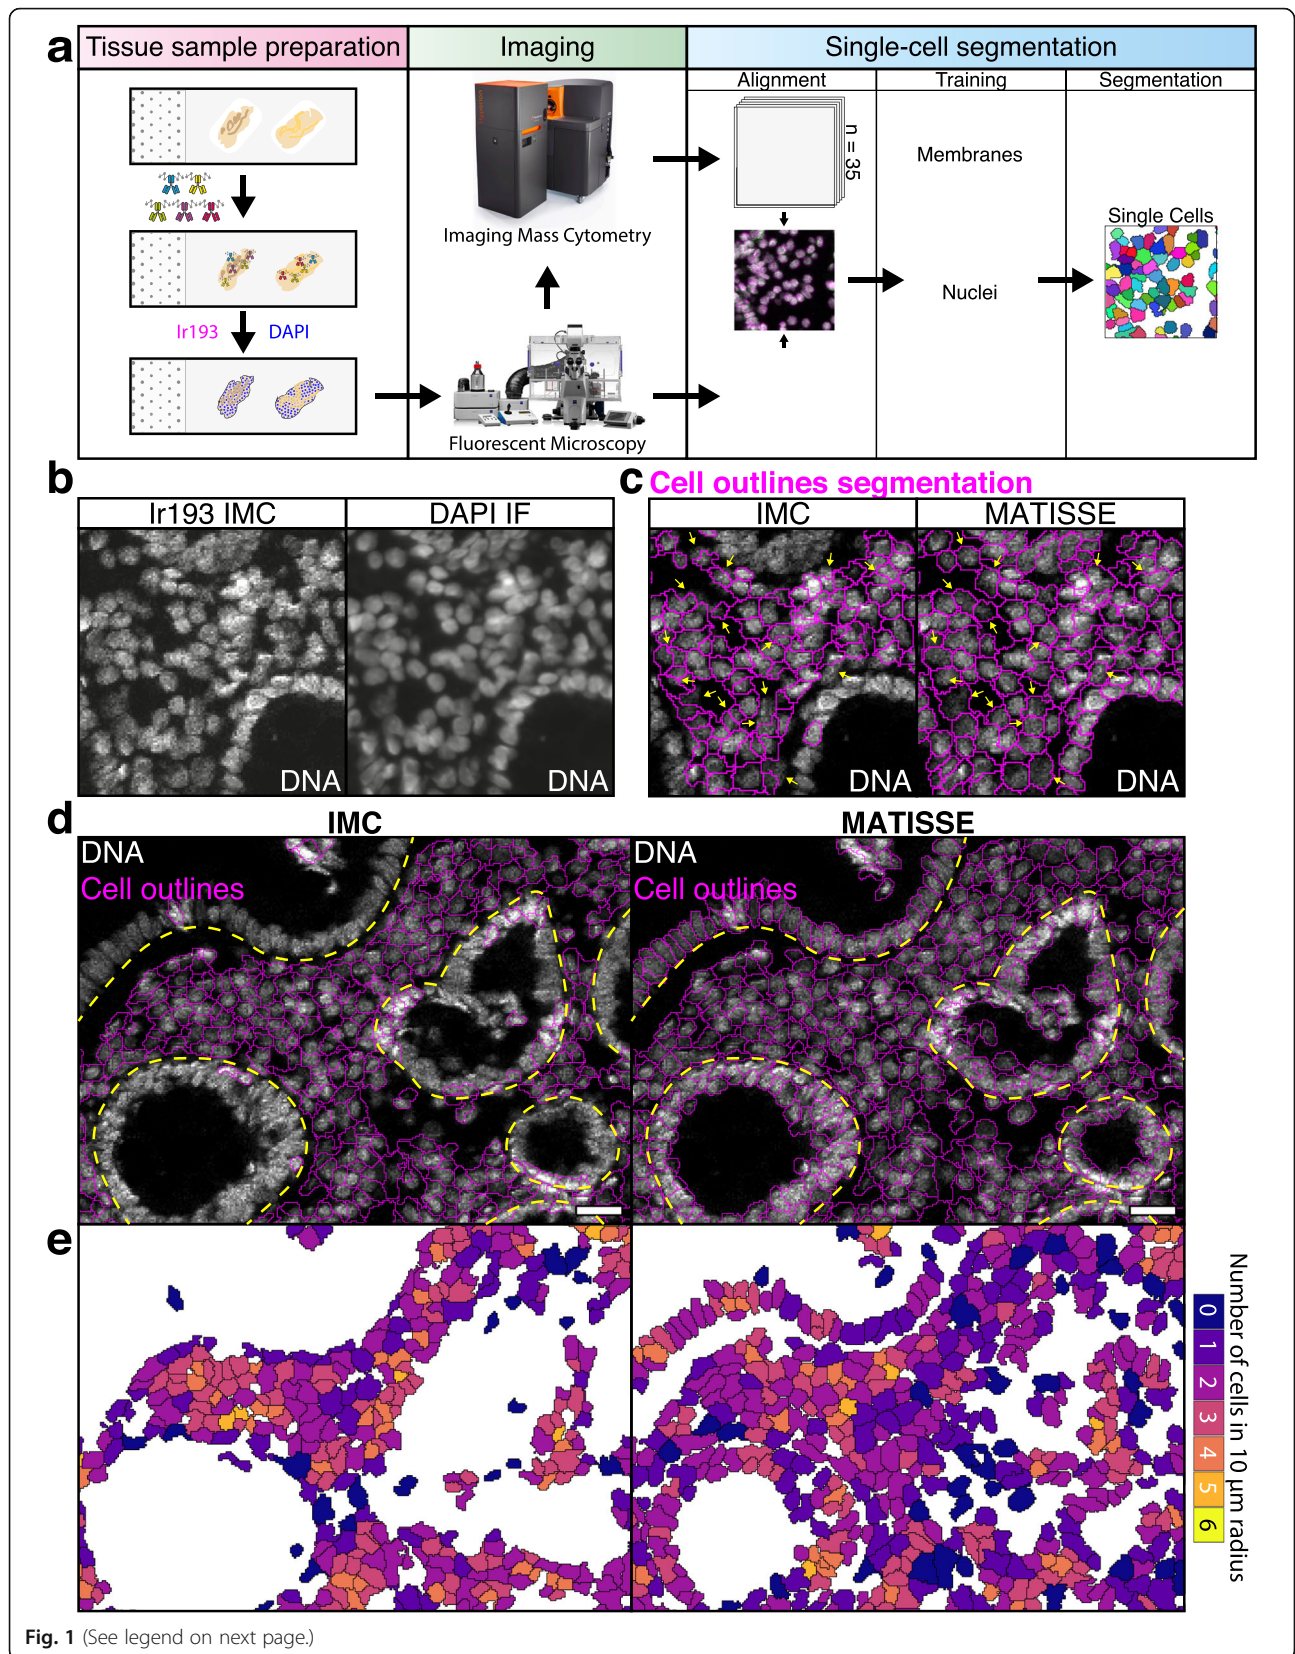 a
Tissue sample preparation
Imaging
Single-cell segmentation
Alignment
Training
Segmentation
n = 35
Membranes
Single Cells
Imaging Mass Cytometry
Nuclei
Ir193
DAPI
Fluorescent Microscopy
b
Ir193 IMC
DAPI IF
DNA
DNA
c
Cell outlines segmentation
IMC
MATISSE
DNA
DNA
d
IMC
MATISSE
DNA
Cell outlines
DNA
Cell outlines
e
Number of cells in 10 µm radius
0
1
2
3
4
5
6
Fig. 1 (See legend on next page.)